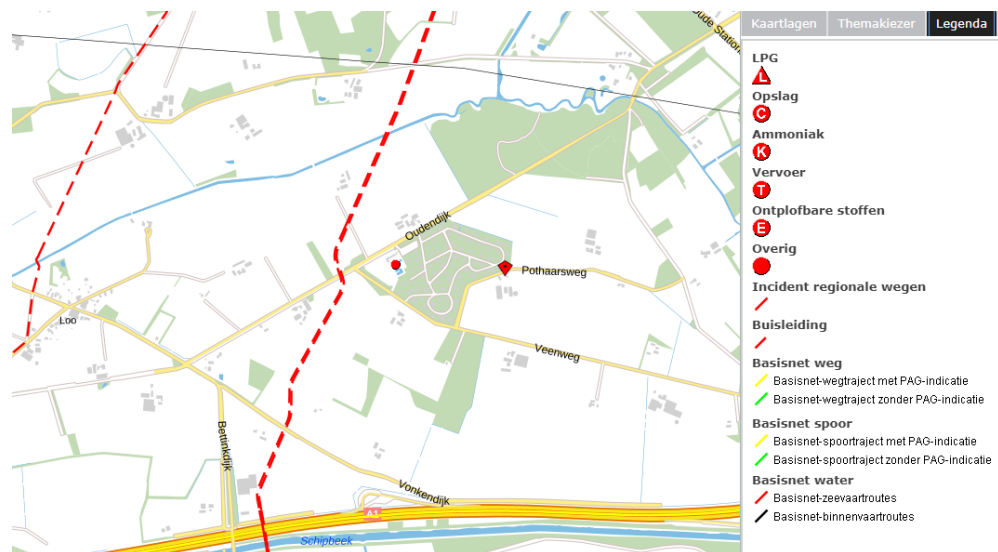 Oude Station
Oudendijk
Pothaarsweg
Loo
Veenweg
Bettinkdijk
Vonkendijk
A1
Schipbeek
Kaartlagen
Themakiezer
Legenda
LPG
L
Opslag
C
Ammoniak
K
Vervoer
T
Ontplofbare stoffen
E
Overig
Incident regionale wegen
Buisleiding
Basisnet weg
Basisnet-wegtraject met PAG-indicatie
Basisnet-wegtraject zonder PAG-indicatie
Basisnet spoor
Basisnet-spoortraject met PAG-indicatie
Basisnet-spoortraject zonder PAG-indicatie
Basisnet water
Basisnet-zeevaartroutes
Basisnet-binnenvaartroutes